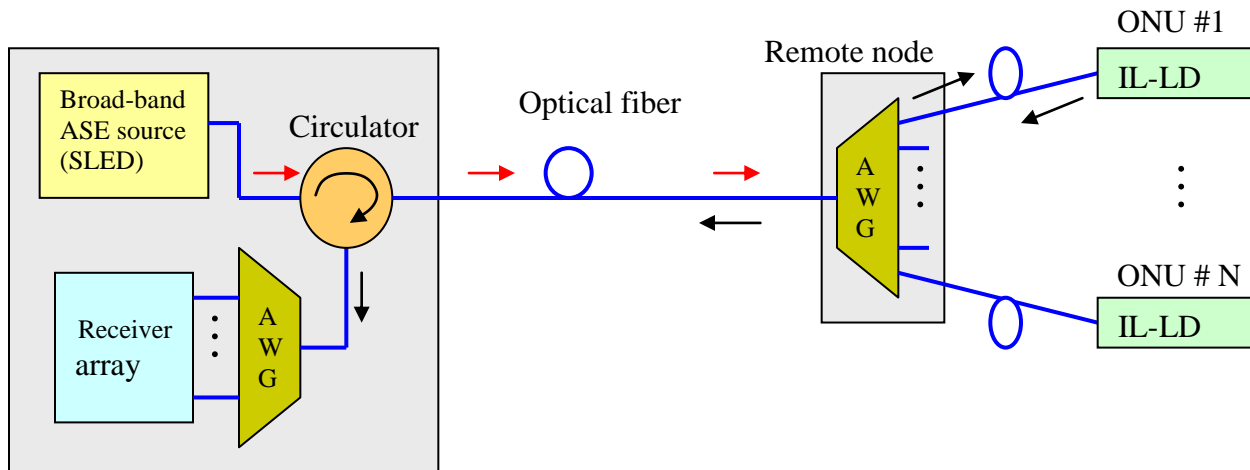 Broad-band
ASE source
(SLED)
Circulator
Optical fiber
Remote node
ONU #1
IL-LD
A
W
G
Receiver
array
A
W
G
ONU # N
IL-LD